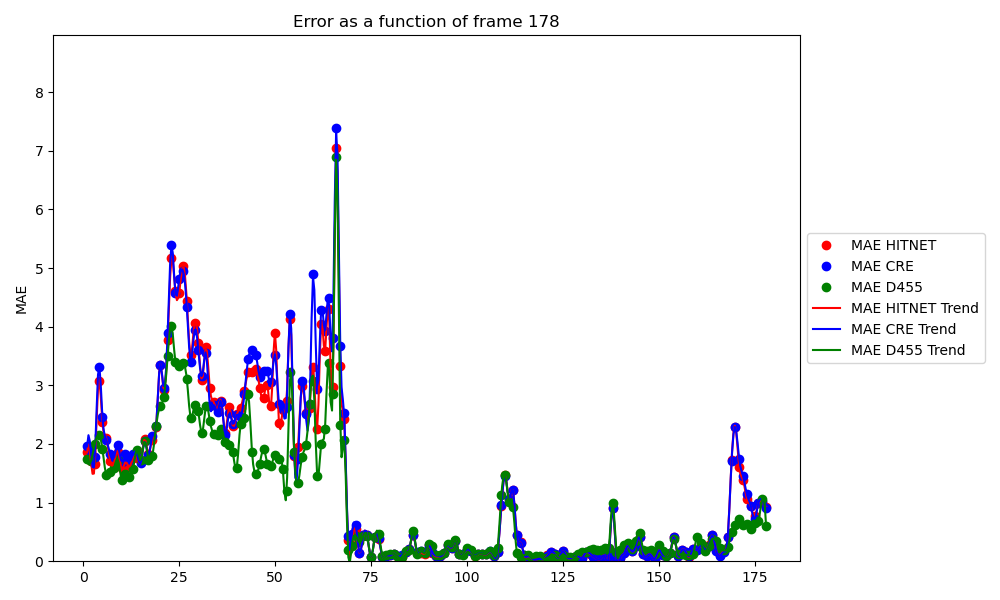 Error as a function of frame 178
MAE
8
7
6
5
4
3
2
1
0
0 25 50 75 100 125 150 175
MAE HITNET
MAE CRE
MAE D455
MAE HITNET Trend
MAE CRE Trend
MAE D455 Trend